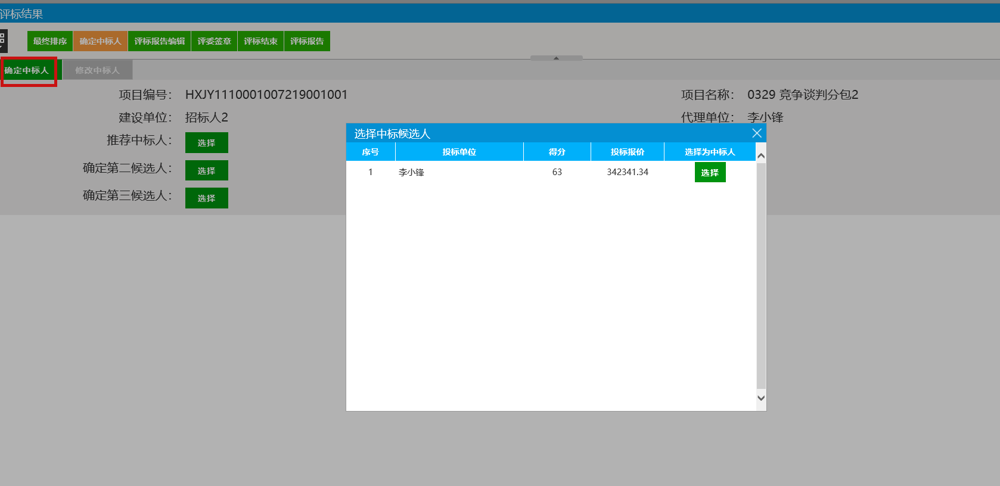 评标结果
最终排序 确定中标人 评标报告编辑 评委签章 评标结束 评标报告
确定中标人 修改中标人
项目编号： HXJY1110001007219001001 项目名称： 0329 竞争谈判分包2
建设单位： 招标人2 代理单位： 李小锋
推荐中标人： 选择
确定第二候选人： 选择
确定第三候选人： 选择
选择中标候选人
序号 投标单位 得分 投标报价 选择为中标人
1 李小锋 63 342341.34 选择